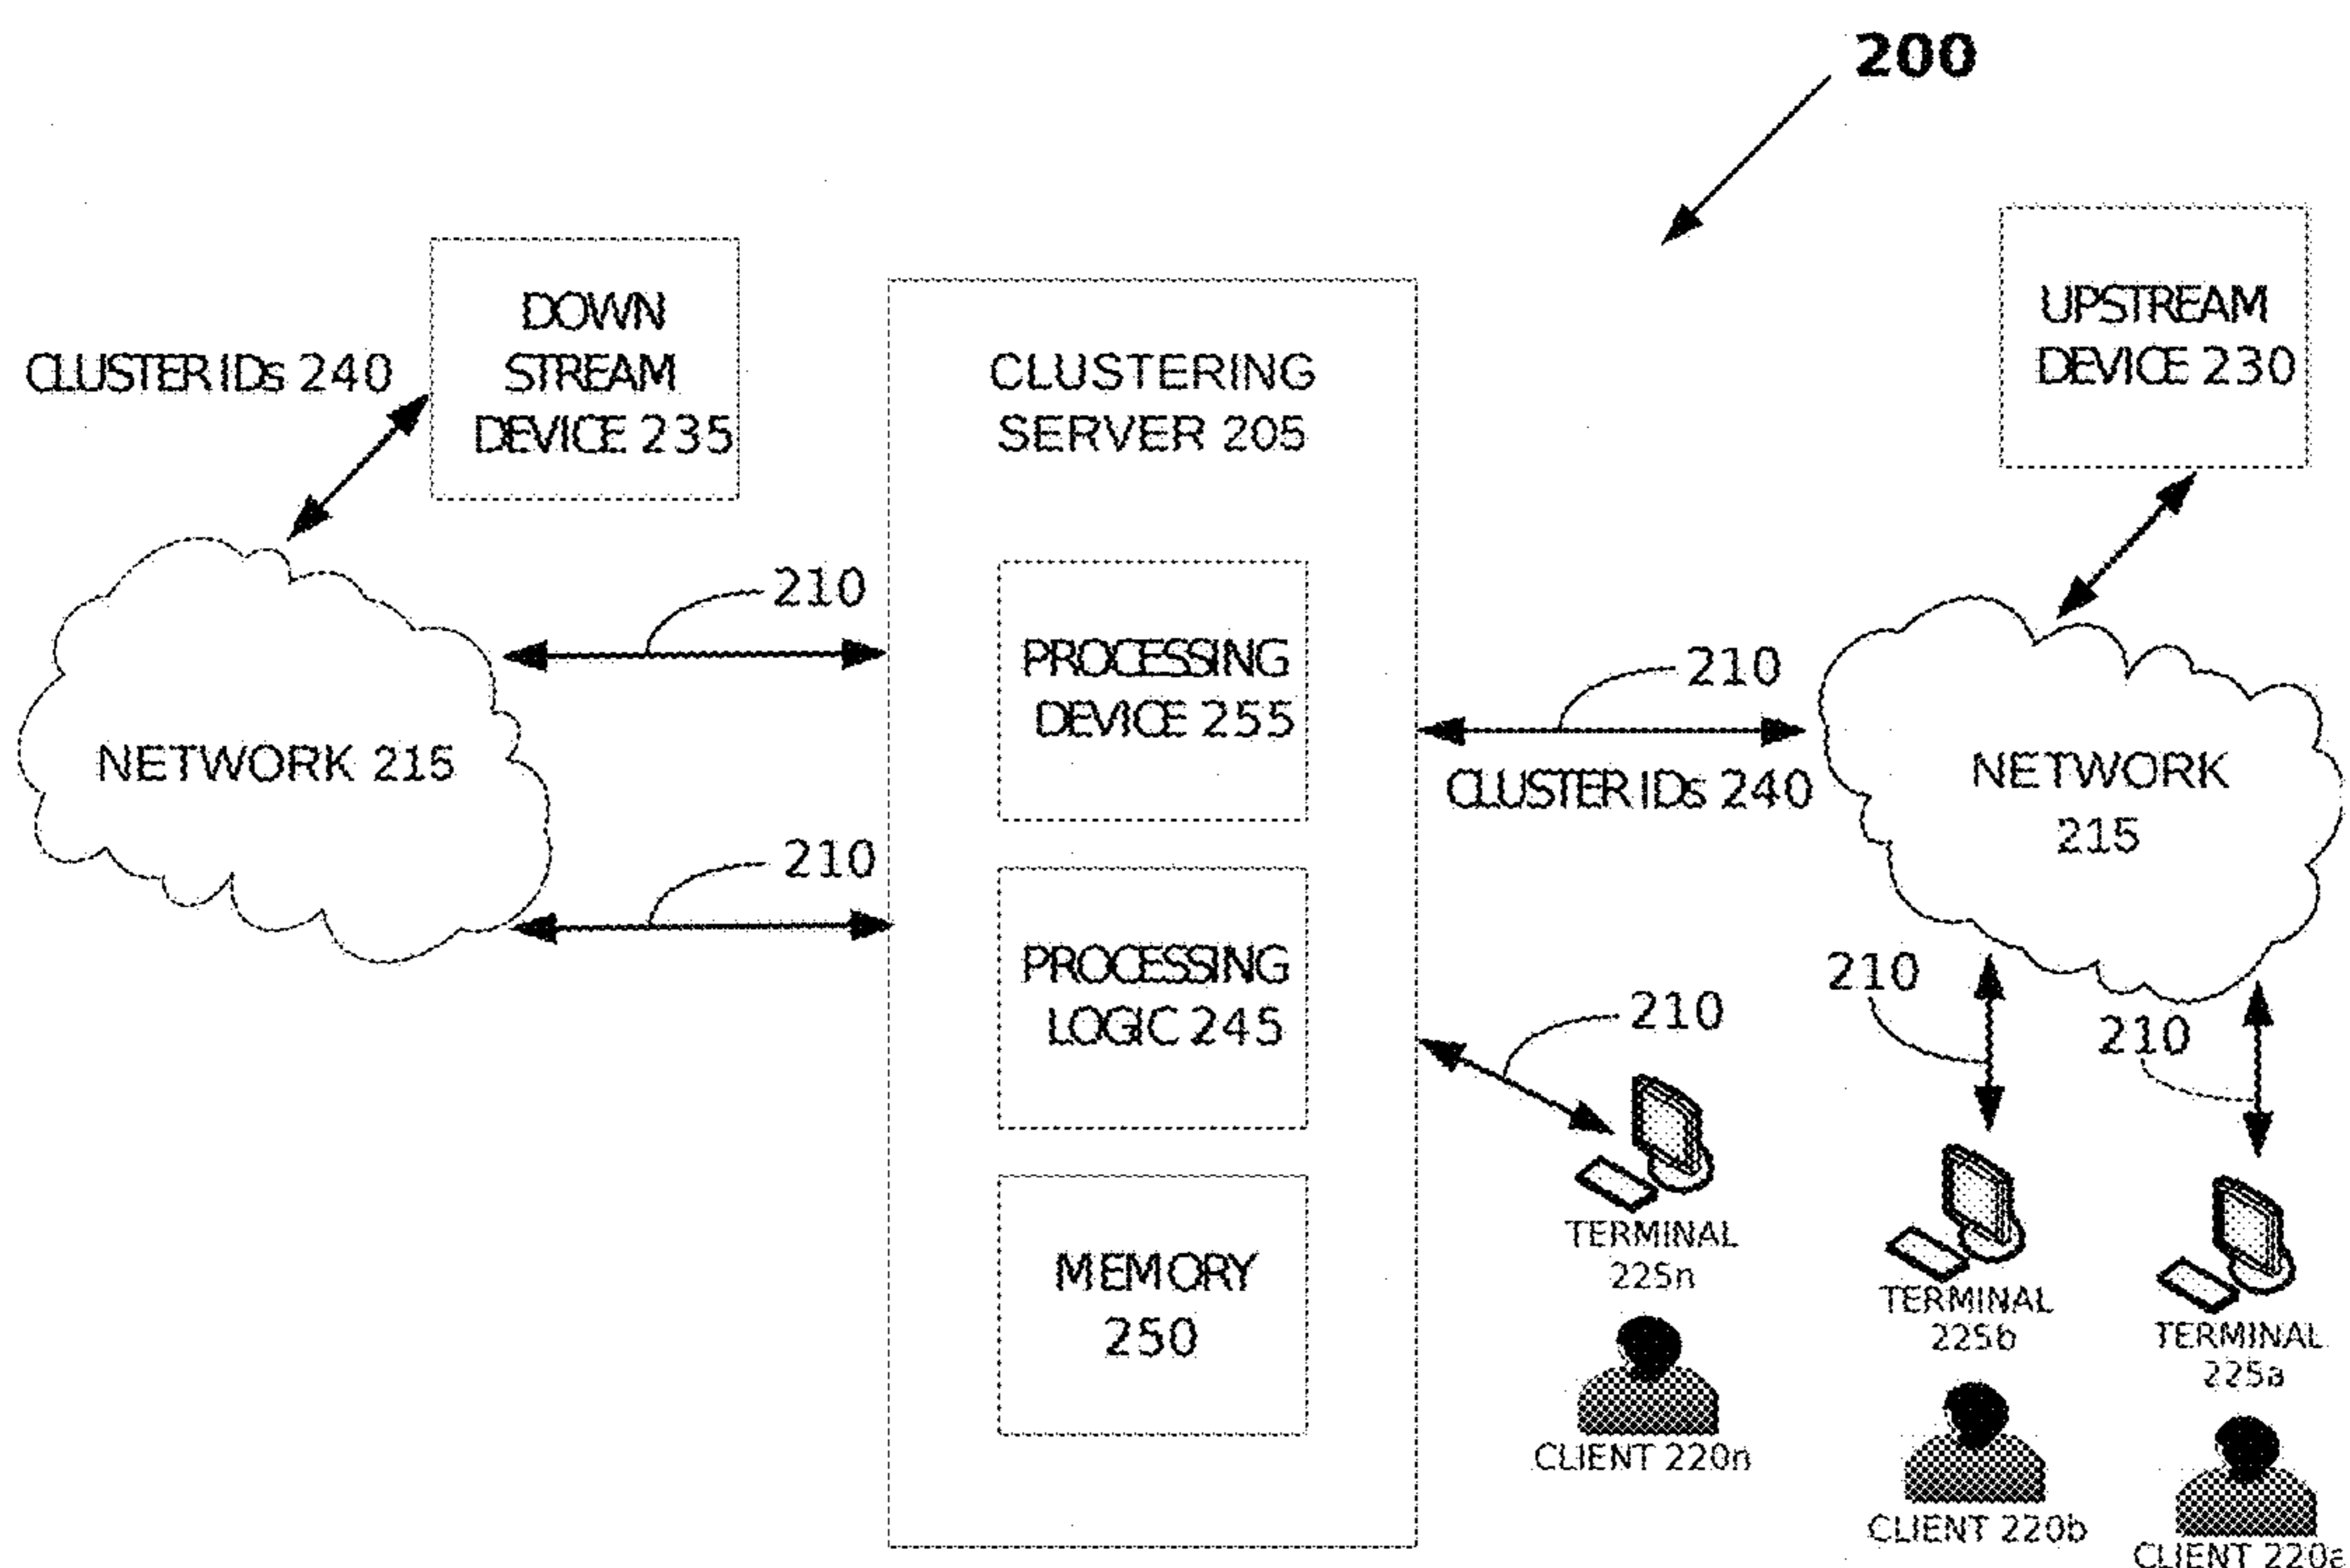 200
DOWN
STREAM
DEVICE 235
CLUSTER IDs 240
CLUSTERING
SERVER 205
UPSTREAM
DEVICE 230
210
NETWORK 215
210
PROCESSING
DEVICE 255
PROCESSING
LOGIC 245
MEMORY
250
210
CLUSTER IDs 240
NETWORK
215
210
210
210
TERMINAL
225n
TERMINAL
225b
TERMINAL
225a
CLIENT 220n
CLIENT 220b
CLIENT 220a